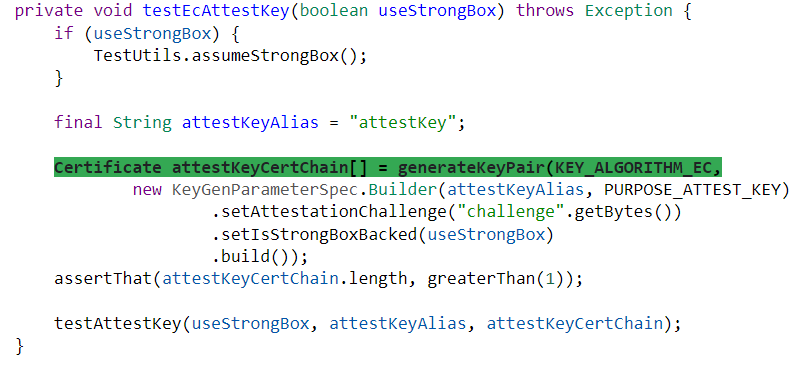 private void testEcAttestKey(boolean useStrongBox) throws Exception {
    if (useStrongBox) {
        TestUtils.assumeStrongBox();
    }

    final String attestKeyAlias = "attestKey";

    Certificate attestKeyCertChain[] = generateKeyPair(KEY_ALGORITHM_EC,
            new KeyGenParameterSpec.Builder(attestKeyAlias, PURPOSE_ATTEST_KEY)
                    .setAttestationChallenge("challenge".getBytes())
                    .setIsStrongBoxBacked(useStrongBox)
                    .build());
    assertThat(attestKeyCertChain.length, greaterThan(1));

    testAttestKey(useStrongBox, attestKeyAlias, attestKeyCertChain);
}